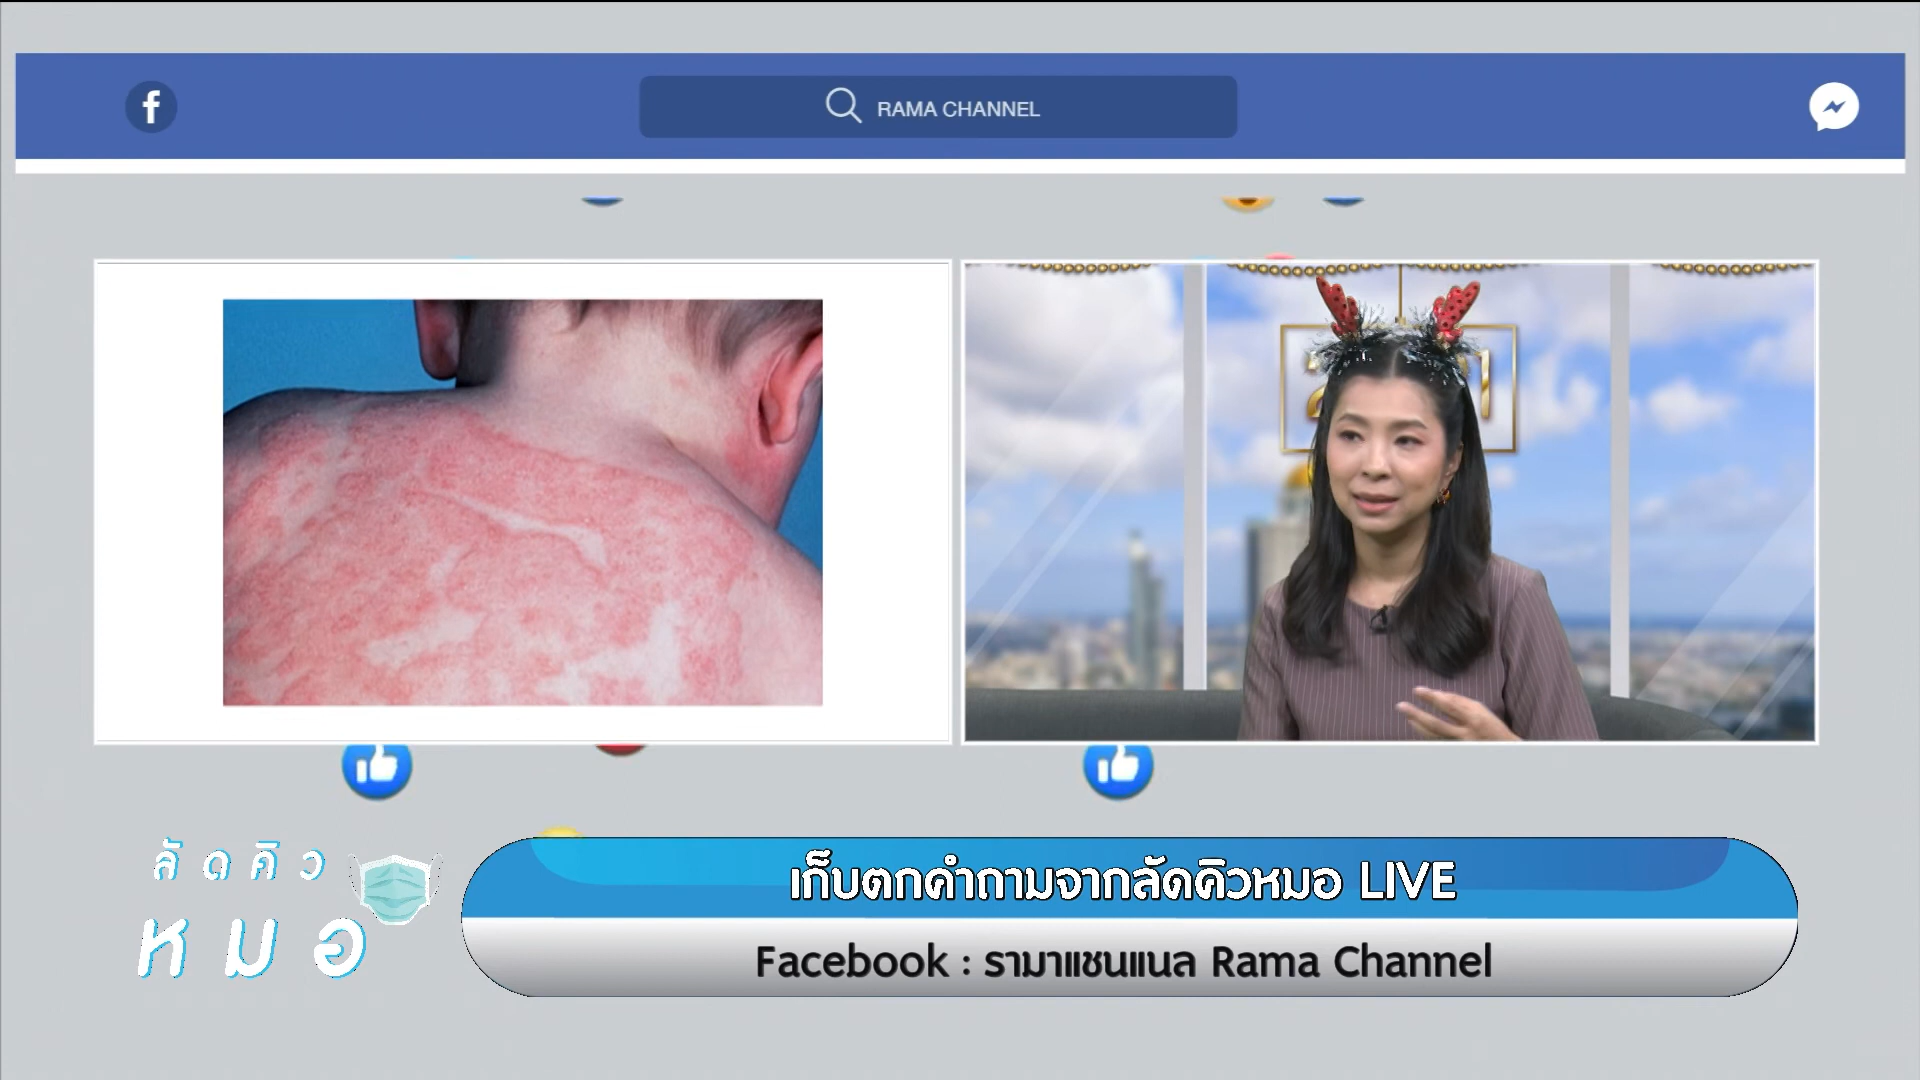 RAMA CHANNEL
ลัดคิว
หมอ
เก็บตกคำถามจากลัดคิวหมอ LIVE
Facebook : รามาแชนแนล Rama Channel